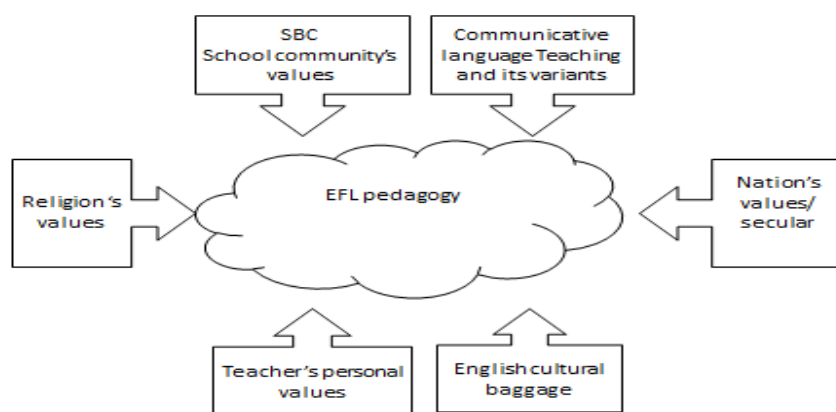 SBC
School community's
values
Communicative
language Teaching
and its variants
Religion's
values
EFL pedagogy
Nation's
values/
secular
Teacher's personal
values
English cultural
baggage